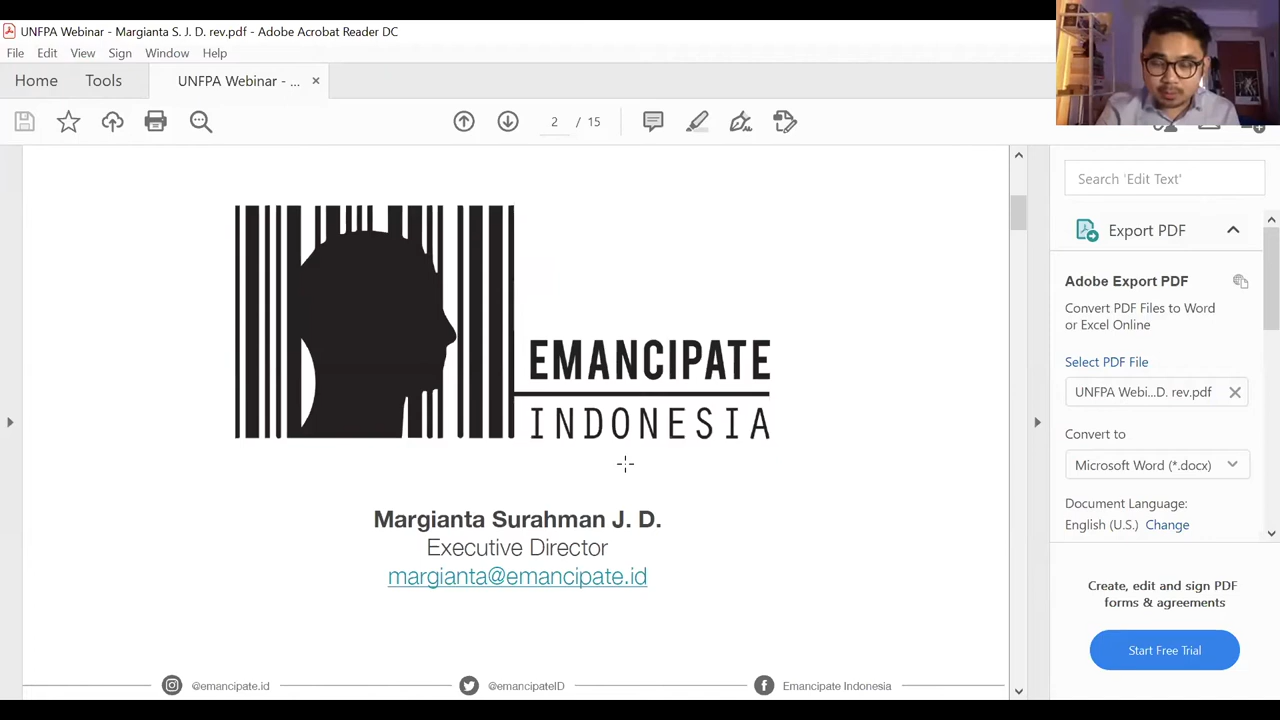 UNFPA Webinar - Margianta S. J. D. rev.pdf - Adobe Acrobat Reader DC
File Edit View Sign Window Help
Home Tools UNFPA Webinar - ... ×
2 / 15
Search 'Edit Text'
Export PDF
Adobe Export PDF
Convert PDF Files to Word
or Excel Online
Select PDF File
UNFPA Webi...D. rev.pdf
Convert to
Microsoft Word (*.docx)
Document Language:
English (U.S.) Change
Create, edit and sign PDF
forms & agreements
Start Free Trial
EMANCIPATE
INDONESIA
Margianta Surahman J. D.
Executive Director
margianta@emancipate.id
@emancipate.id @emancipateID Emancipate Indonesia